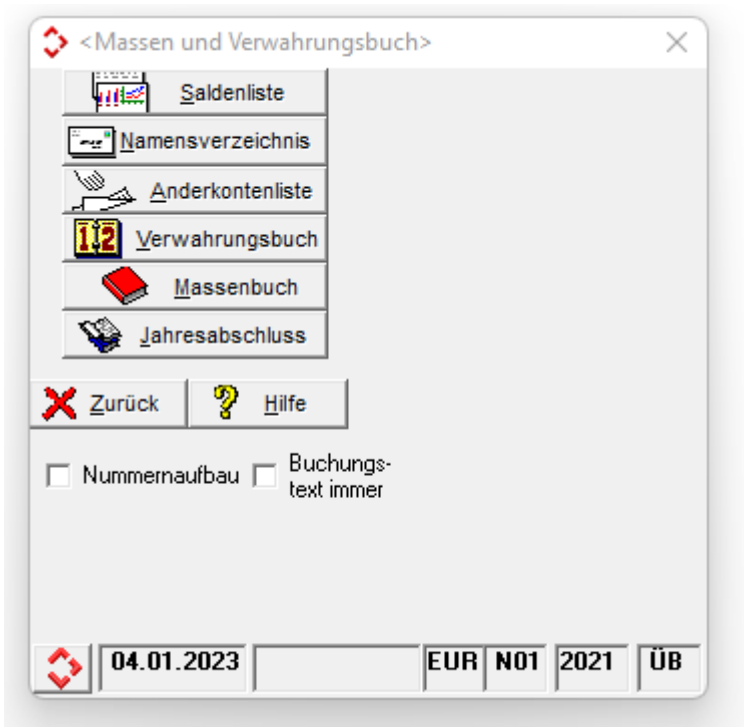 <Massen und Verwahrungsbuch>
Saldenliste
Namensverzeichnis
Anderkontenliste
Verwahrungsbuch
Massenbuch
Jahresabschluss
Zurück Hilfe
Nummernaufbau Buchungs-
text immer
04.01.2023 EUR N01 2021 ÜB